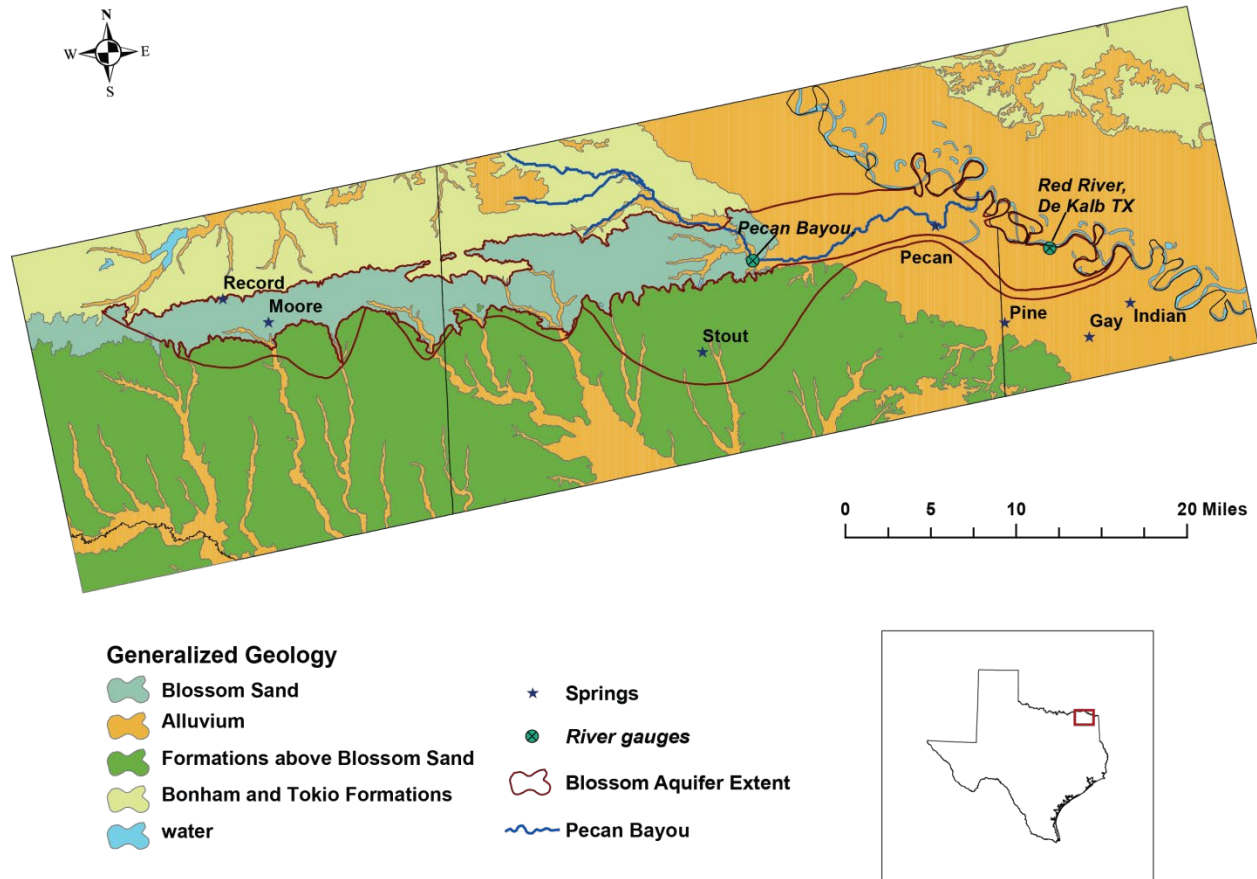 N
W
E
S
Red River,
De Kalb TX
Pecan Bayou
Pecan
Record
Moore
Pine
Indian
Gay
Stout
0
5
10
20 Miles
Generalized Geology
Blossom Sand
Alluvium
Formations above Blossom Sand
Bonham and Tokio Formations
water
Springs
River gauges
Blossom Aquifer Extent
Pecan Bayou